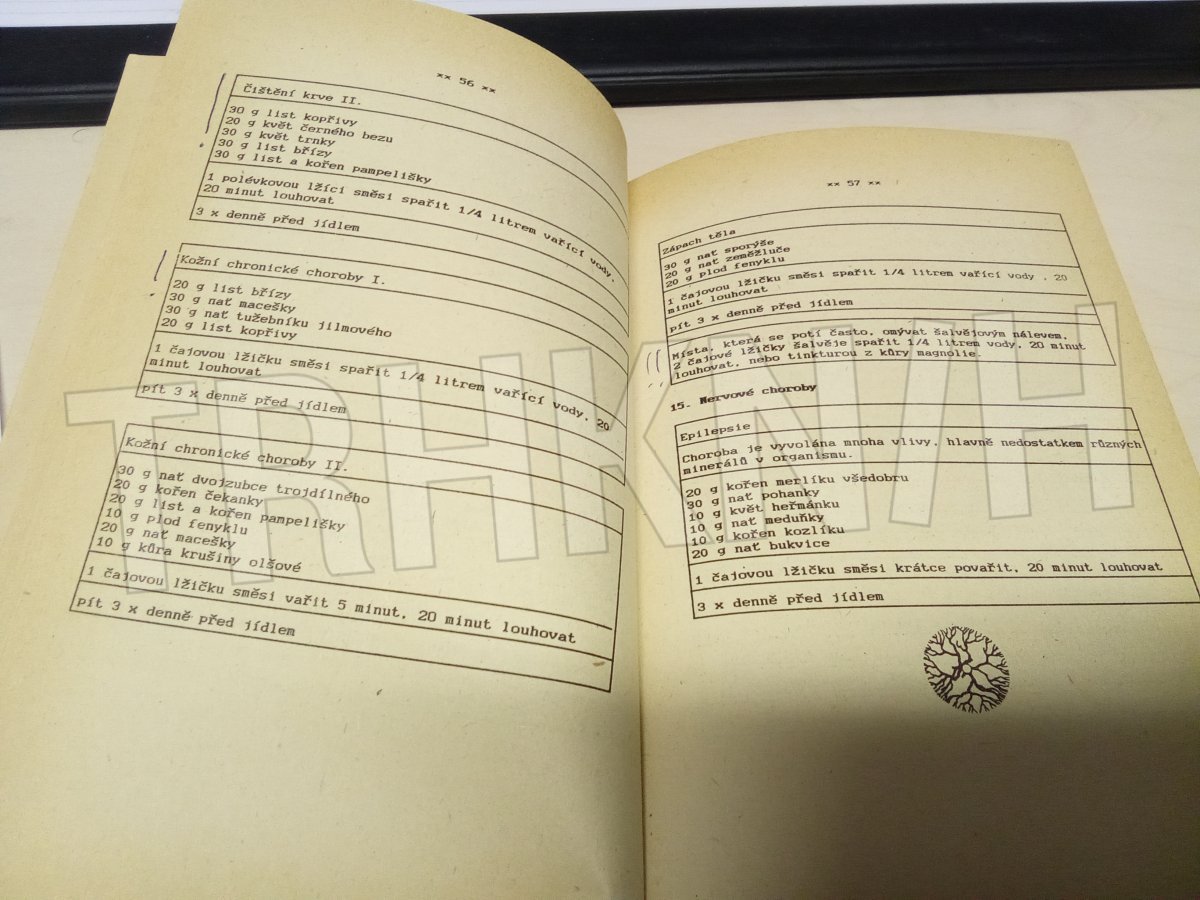 ** 56 **
Čištění krve II.
30 g list kopřivy
20 g květ černého bezu
30 g květ trnky
30 g list břízy
30 g list a kořen pampelišky
1 polévkovou lžíci směsi spařit 1/4 litrem vařící vody,
20 minut louhovat
3 x denně před jídlem
Kožní chronické choroby I.
20 g list břízy
30 g nať macešky
30 g nať tužebníku jilmového
20 g list kopřivy
1 čajovou lžičku směsi spařit 1/4 litrem vařící vody, 20
minut louhovat
pít 3 x denně před jídlem
Kožní chronické choroby II.
30 g nať dvojzubce trojdílného
20 g kořen čekanky
20 g list a kořen pampelišky
10 g plod fenyklu
20 g nať macešky
10 g kůra krušiny olšové
1 čajovou lžičku směsi vařit 5 minut, 20 minut louhovat
pít 3 x denně před jídlem
** 57 **
Zápach těla
30 g nať sporýše
20 g nať zeměžluče
20 g plod fenyklu
1 čajovou lžičku směsi spařit 1/4 litrem vařící vody , 20
minut louhovat
pít 3 x denně před jídlem
Místa, která se potí často, omývat šalvějovým nálevem,
2 čajové lžičky šalvěje spařit 1/4 litrem vody, 20 minut
louhovat, nebo tinkturou z kůry magnolie.
15. Nervové choroby
Epilepsie
Choroba je vyvolána mnoha vlivy, hlavně nedostatkem různých
minerálů v organismu.
20 g kořen merlíku všedobru
30 g nať pohanky
10 g květ heřmánku
10 g nať meduňky
10 g kořen kozlíku
20 g nať bukvice
1 čajovou lžičku směsi krátce povařit, 20 minut louhovat
3 x denně před jídlem
TRHKNIH